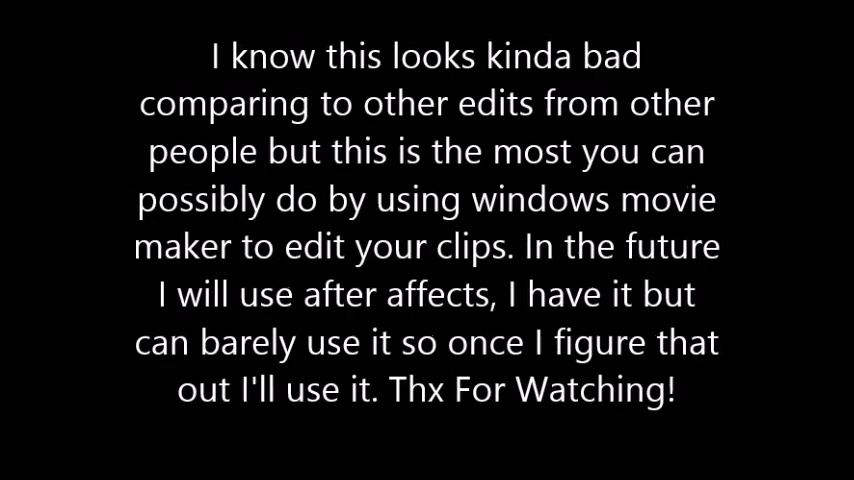 I know this looks kinda bad
comparing to other edits from other
people but this is the most you can
possibly do by using windows movie
maker to edit your clips. In the future
I will use after affects, I have it but
can barely use it so once I figure that
out I'll use it. Thx For Watching!